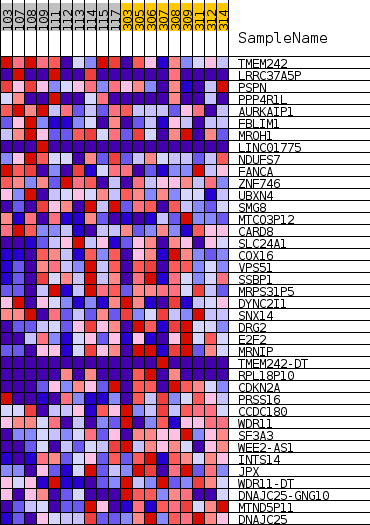 103 107 108 109 111 112 113 114 115 117 303 305 306 307 308 309 311 312 314
SampleName
TMEM242
LRRC37A5P
PSPN
PPP4R1L
AURKAIP1
FBLIM1
MROH1
LINC01775
NDUFS7
FANCA
ZNF746
UBXN4
SMG8
MTCO3P12
CARD8
SLC24A1
COX16
VPS51
SSBP1
MRPS31P5
DYNC2I1
SNX14
DRG2
E2F2
MRNIP
TMEM242-DT
RPL18P10
CDKN2A
PRSS16
CCDC180
WDR11
SF3A3
WEE2-AS1
INTS14
JPX
WDR11-DT
DNAJC25-GNG10
MTND5P11
DNAJC25